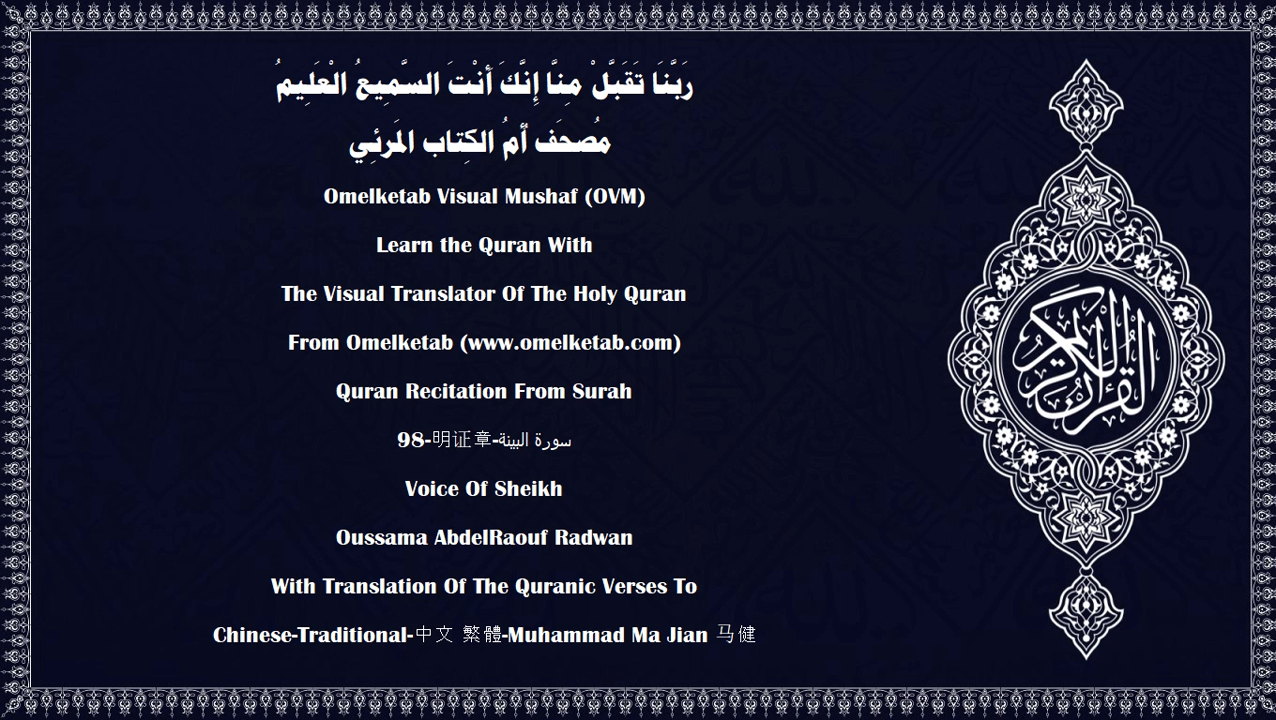 رَبَّنَا تَقَبَّلْ مِنَّا إِنَّكَ أَنْتَ السَّمِيعُ الْعَلِيمُ
مُصحَف أمُ الكِتاب المَرئِي
Omelketab Visual Mushaf (OVM)
Learn the Quran With
The Visual Translator Of The Holy Quran
From Omelketab (www.omelketab.com)
Quran Recitation From Surah
98-明证章-سورة البينة
Voice Of Sheikh
Oussama AbdelRaouf Radwan
With Translation Of The Quranic Verses To
Chinese-Traditional-中文 繁體-Muhammad Ma Jian 马健
القرآن الكريم